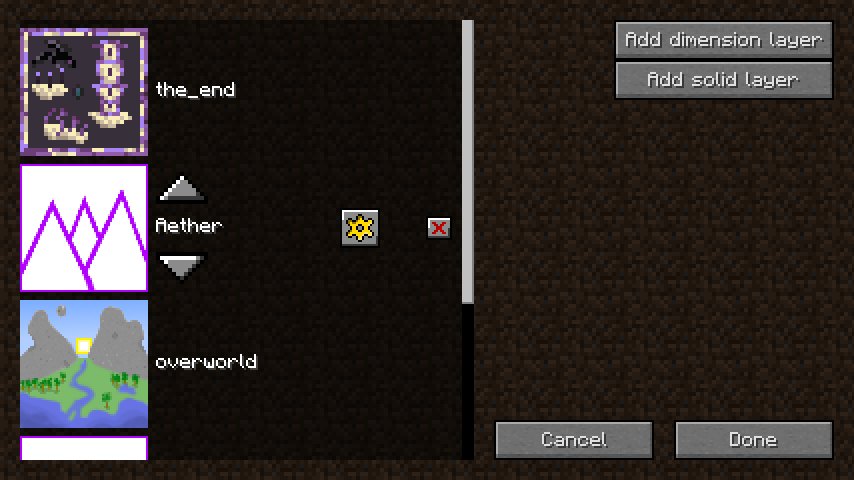 the_end
Aether
overworld
Add dimension layer
Add solid layer
Cancel
Done